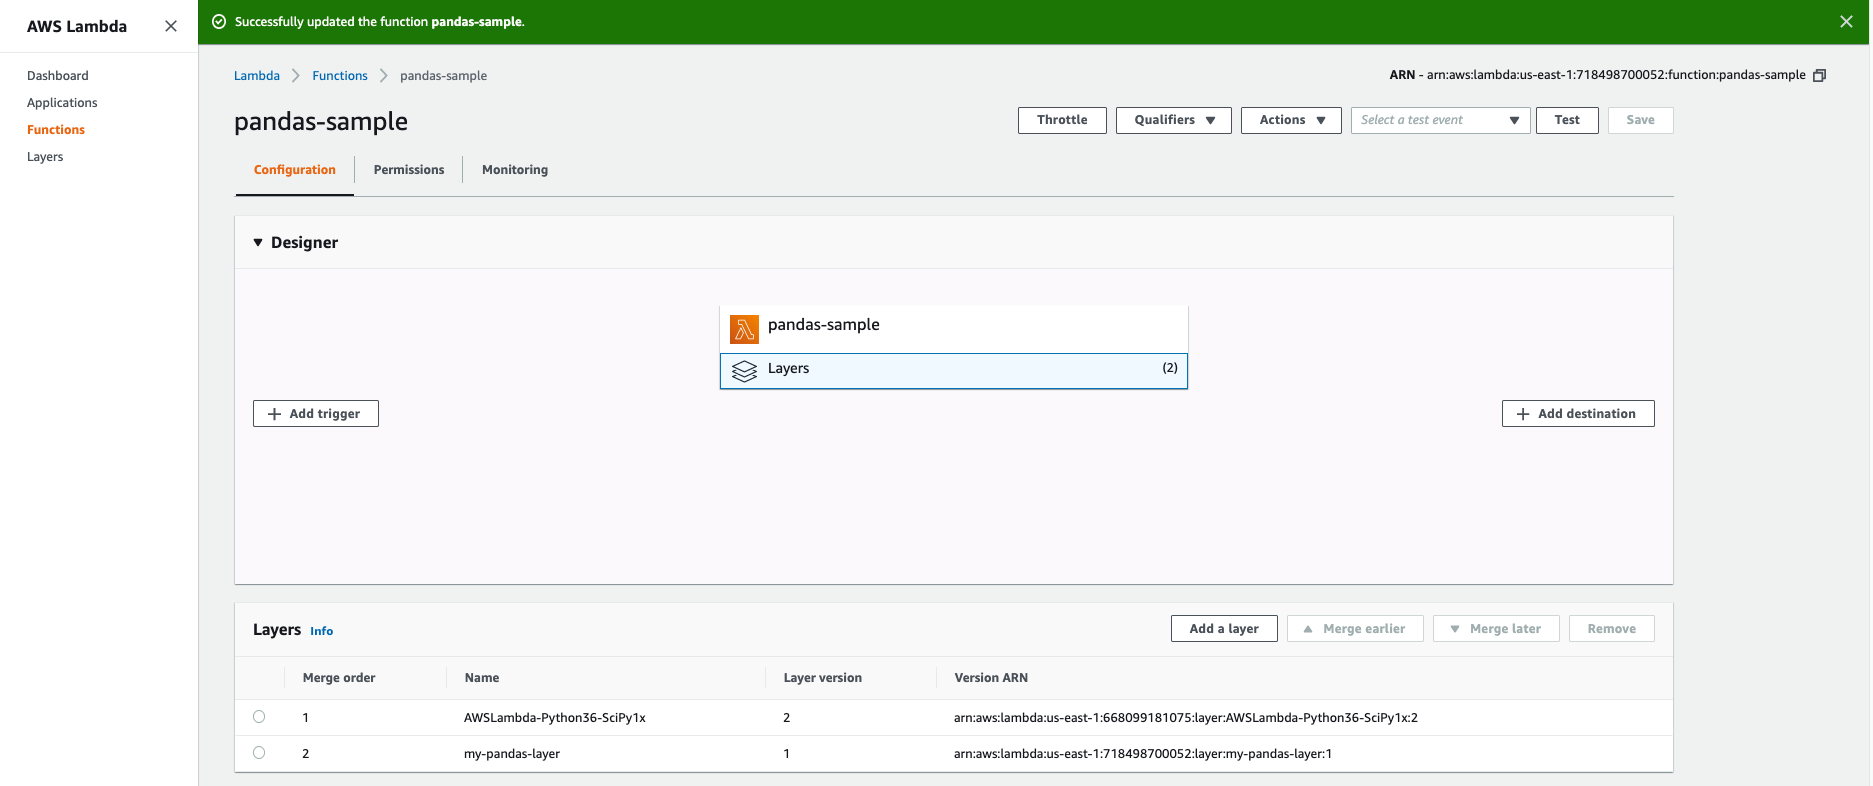 AWS Lambda
Successfully updated the function pandas-sample.
Dashboard
Applications
Functions
Layers
Lambda Functions pandas-sample
ARN - arn:aws:lambda:us-east-1:718498700052:function:pandas-sample
pandas-sample
Throttle Qualifiers Actions Select a test event Test Save
Configuration Permissions Monitoring
Designer
pandas-sample
Layers (2)
Add trigger
Add destination
Layers Info
Add a layer Merge earlier Merge later Remove
Merge order Name Layer version Version ARN
1 AWSLambda-Python36-SciPy1x 2 arn:aws:lambda:us-east-1:668099181075:layer:AWSLambda-Python36-SciPy1x:2
2 my-pandas-layer 1 arn:aws:lambda:us-east-1:718498700052:layer:my-pandas-layer:1